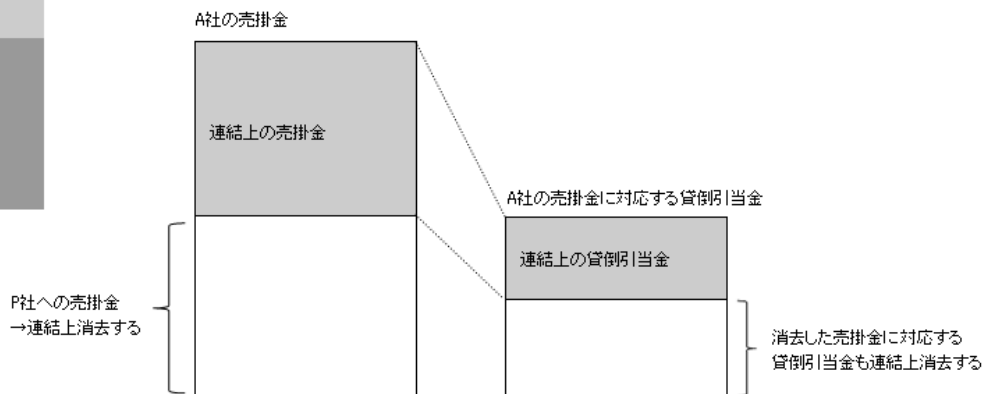 A社の売掛金
連結上の売掛金
A社の売掛金に対応する貸倒引当金
連結上の貸倒引当金
P社への売掛金
→連結上消去する
消去した売掛金に対応する
貸倒引当金も連結上消去する